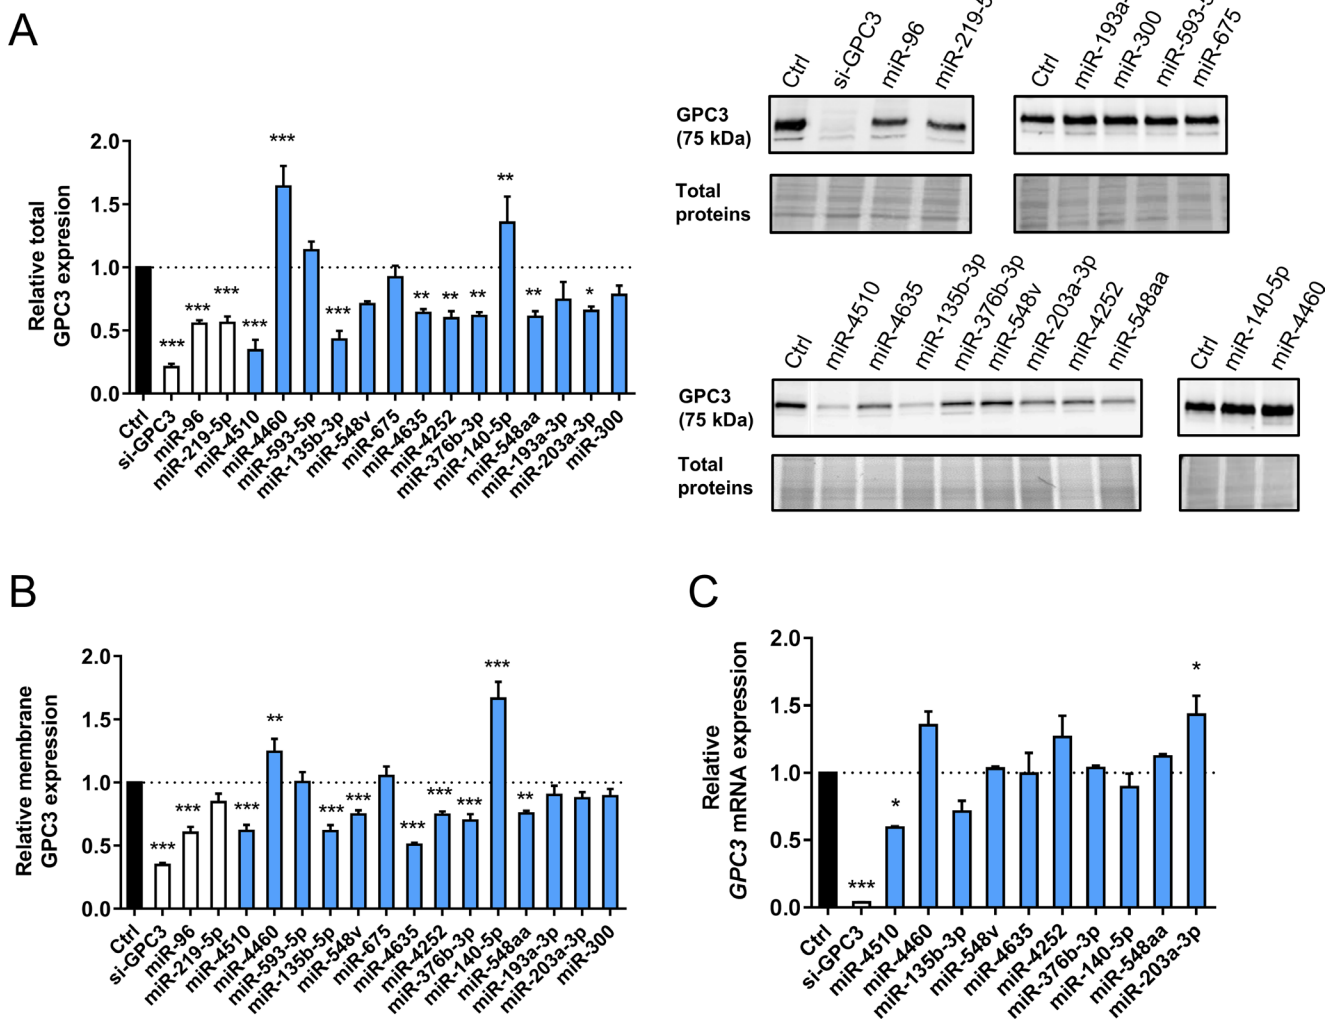 A
2.0
1.5
1.0
0.5
0.0
Relative total
GPC3 expresion
***
***
***
***
***
***
**
**
**
**
**
*
Ctrl
si-GPC3
miR-96
miR-219-5p
miR-4510
miR-4460
miR-593-5p
miR-135b-3p
miR-548v
miR-675
miR-4635
miR-4252
miR-376b-3p
miR-140-5p
miR-548aa
miR-193a-3p
miR-203a-3p
miR-300
Ctrl
si-GPC3
miR-96
miR-219-5
Ctrl
miR-193a-
miR-300
miR-593-5
miR-675
GPC3
(75 kDa)
Total
proteins
Ctrl
miR-4510
miR-4635
miR-135b-3p
miR-376b-3p
miR-548v
miR-203a-3p
miR-4252
miR-548aa
Ctrl
miR-140-5p
miR-4460
GPC3
(75 kDa)
Total
proteins
B
2.0
1.5
1.0
0.5
0.0
Relative membrane
GPC3 expression
***
***
***
**
***
***
***
***
***
***
**
Ctrl
si-GPC3
miR-96
miR-219-5p
miR-4510
miR-4460
miR-593-5p
miR-135b-5p
miR-548v
miR-675
miR-4635
miR-4252
miR-376b-3p
miR-140-5p
miR-548aa
miR-193a-3p
miR-203a-3p
miR-300
C
2.0
1.5
1.0
0.5
0.0
Relative
GPC3 mRNA expression
***
*
*
Ctrl
si-GPC3
miR-4510
miR-4460
miR-135b-3p
miR-548v
miR-4635
miR-4252
miR-376b-3p
miR-140-5p
miR-548aa
miR-203a-3p